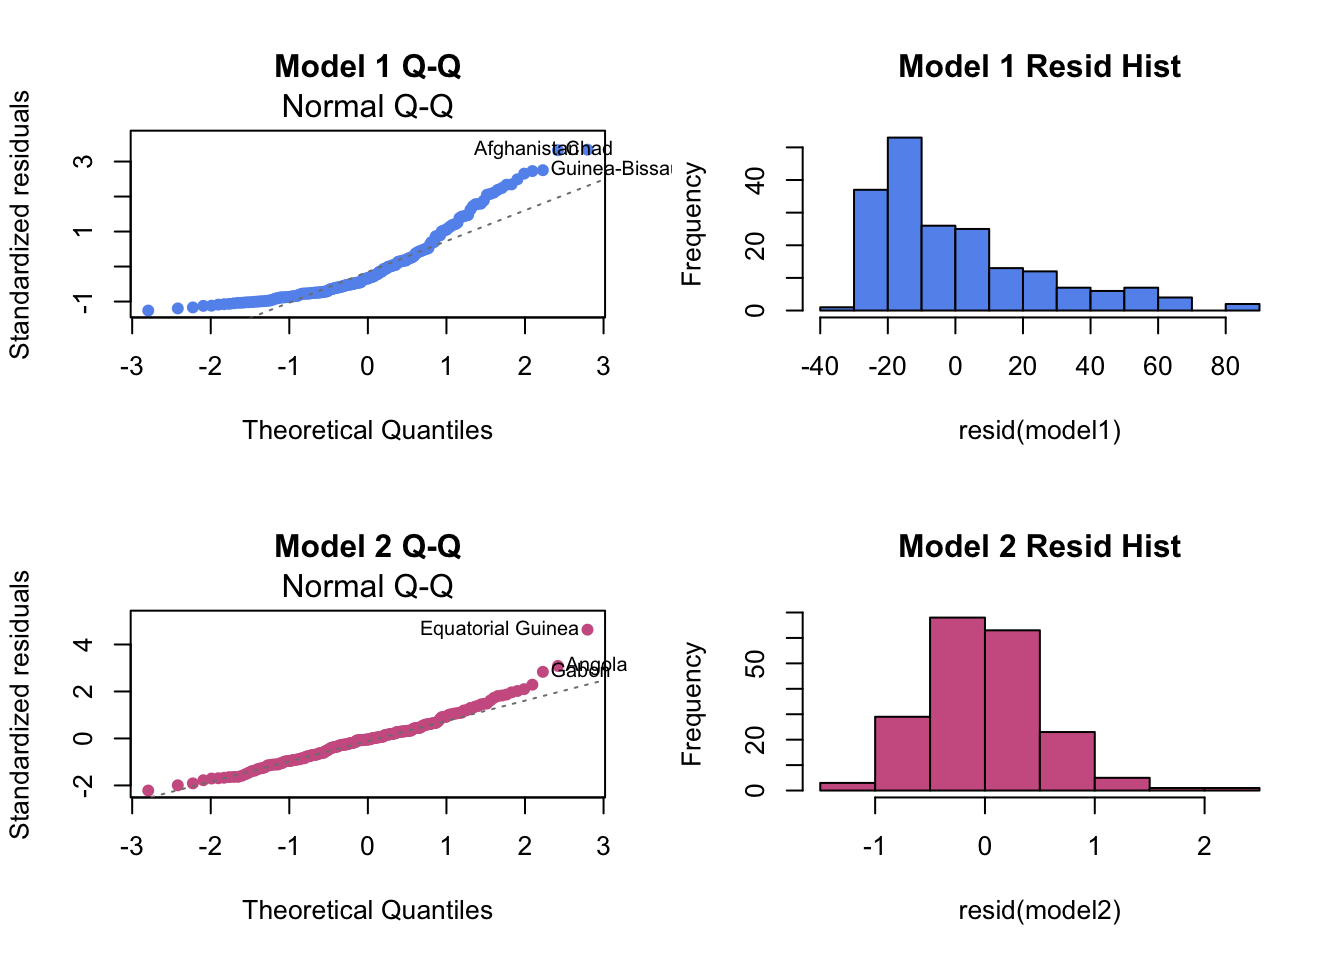 Model 1 Q-Q
Normal Q-Q
Standardized residuals
3
1
-1
Afghanistan
Chad
Guinea-Bissau
-3 -2 -1 0 1 2 3
Theoretical Quantiles
Model 1 Resid Hist
Frequency
40
20
0
-40 -20 0 20 40 60 80
resid(model1)
Model 2 Q-Q
Normal Q-Q
Standardized residuals
4
2
0
-2
Equatorial Guinea
Angola
Gabon
-3 -2 -1 0 1 2 3
Theoretical Quantiles
Model 2 Resid Hist
Frequency
50
20
0
-1 0 1 2
resid(model2)